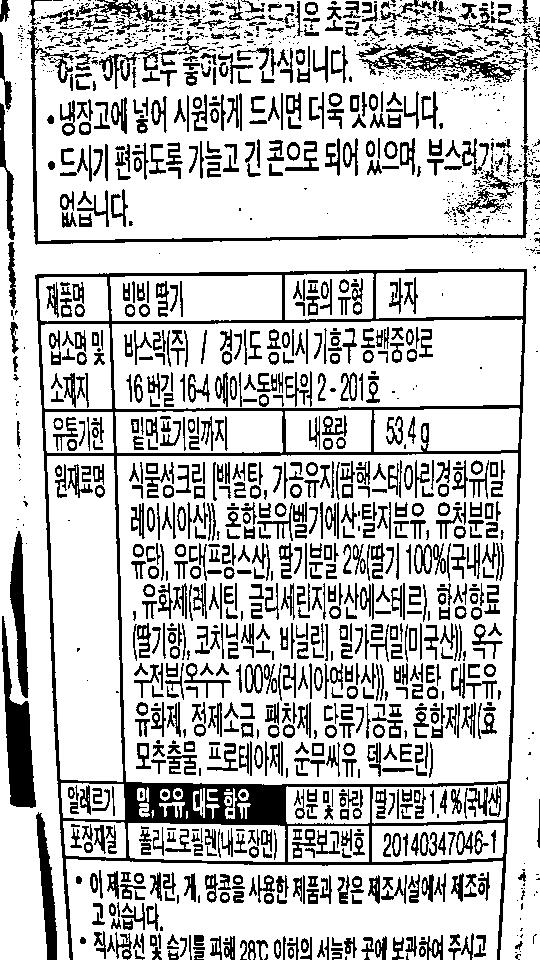 부드러운 초콜릿의
어른, 아이 모두 좋아하는 간식입니다.
• 냉장고에 넣어 시원하게 드시면 더욱 맛있습니다.
• 드시기 편하도록 가늘고 긴 콘으로 되어 있으며, 부스러기가
없습니다.
제품명 빙빙 딸기 식품의 유형 과자
업소명 및 바스락(주) / 경기도 용인시 기흥구 동백중앙로
소재지 16 번길 16-4 에이스동백타워 2 - 201호
유통기한 밑면표기일까지 내용량 53.4 g
원재료명 식물성크림 [백설탕, 가공유지(팜핵스테아린경화유(말
레이시아산)), 혼합분유(벨기에산:탈지분유, 유청분말,
유당), 유당(프랑스산), 딸기분말 2%(딸기 100%(국내산))
, 유화제(레시틴, 글리세린지방산에스테르), 합성향료
(딸기향), 코치닐색소, 바닐린], 밀가루(밀(미국산)), 옥수
수전분(옥수수 100%(러시아연방산)), 백설탕, 대두유,
유화제, 정제소금, 팽창제, 당류가공품, 혼합제제(효
모추출물, 프로테아제, 순무씨유, 덱스트린)
알레르기 밀, 우유, 대두 함유 성분 및 함량 딸기분말 1.4 %(국내산)
포장재질 폴리프로필렌(내포장면) 품목보고번호 20140347046-1
• 이 제품은 계란, 게, 땅콩을 사용한 제품과 같은 제조시설에서 제조하
고 있습니다.
• 직사광선 및 습기를 피해 28℃ 이하의 서늘한 곳에 보관하여 주시고